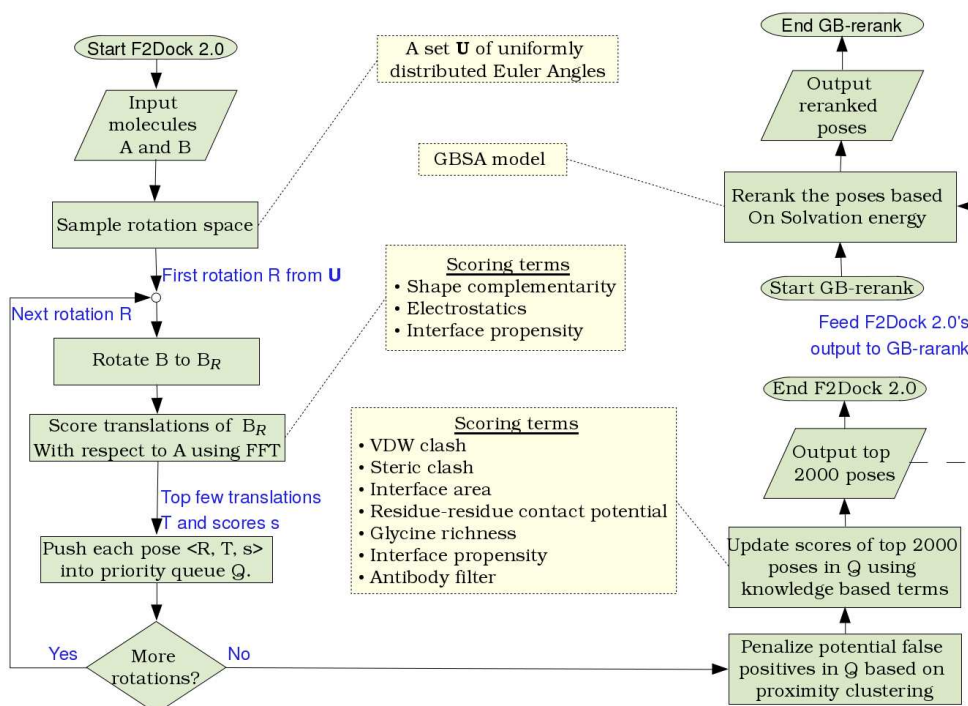 Start F2Dock 2.0
Input
molecules
A and B
Sample rotation space
First rotation R from U
Next rotation R
Rotate B to B_R
Score translations of B_R
With respect to A using FFT
Top few translations
T and scores s
Push each pose <R, T, s>
into priority queue Q.
More
rotations?
Yes
No
A set U of uniformly
distributed Euler Angles
GBSA model
Scoring terms
• Shape complementarity
• Electrostatics
• Interface propensity
Scoring terms
• VDW clash
• Steric clash
• Interface area
• Residue-residue contact potential
• Glycine richness
• Interface propensity
• Antibody filter
End GB-rerank
Output
reranked
poses
Rerank the poses based
On Solvation energy
Start GB-rerank
Feed F2Dock 2.0's
output to GB-rarank
End F2Dock 2.0
Output top
2000 poses
Update scores of top 2000
poses in Q using
knowledge based terms
Penalize potential false
positives in Q based on
proximity clustering